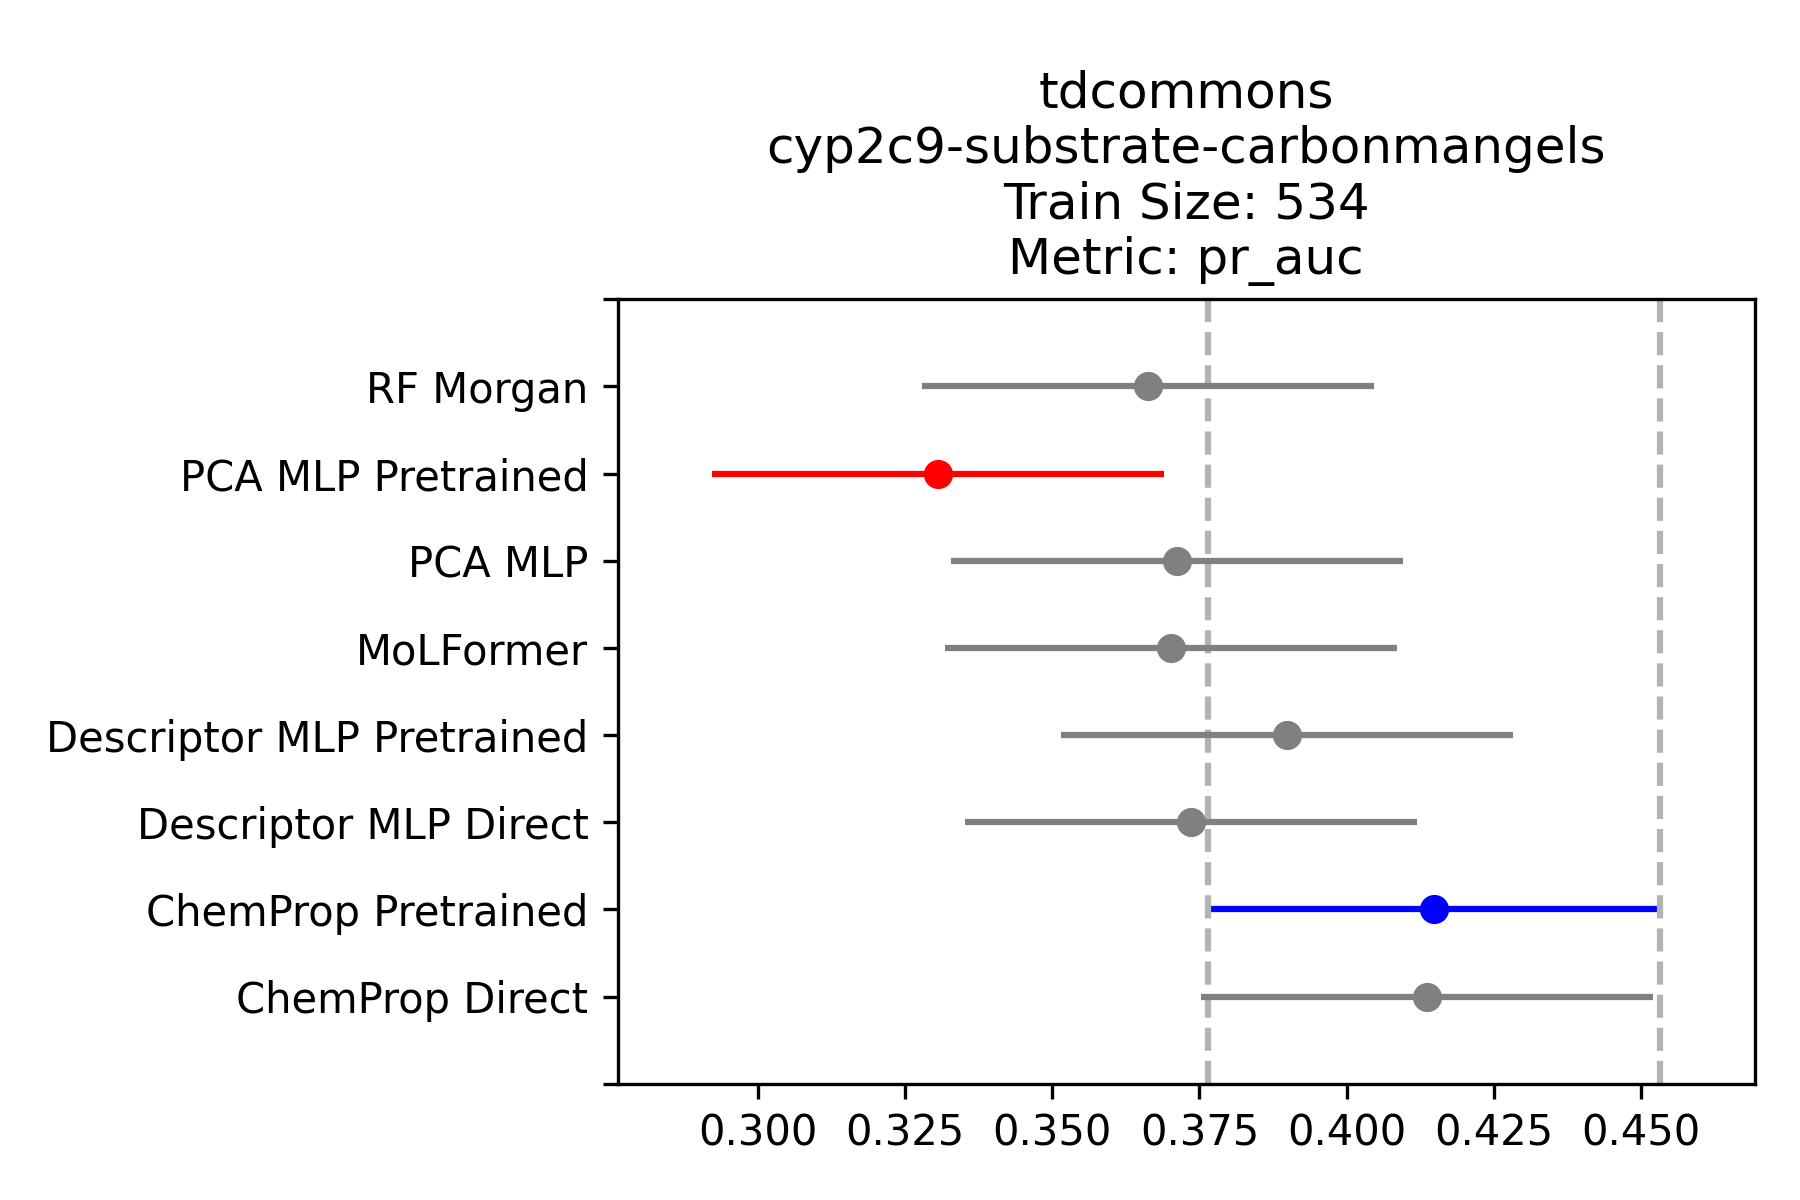 tdcommons
cyp2c9-substrate-carbonmangels
Train Size: 534
Metric: pr_auc
RF Morgan
PCA MLP Pretrained
PCA MLP
MoLFormer
Descriptor MLP Pretrained
Descriptor MLP Direct
ChemProp Pretrained
ChemProp Direct
0.300 0.325 0.350 0.375 0.400 0.425 0.450